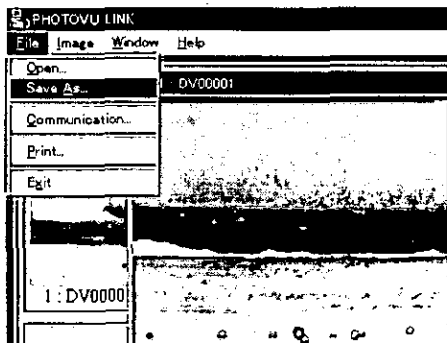 PHOTOVU LINK
File Image Window Help
Open...
Save As...
Communication...
Print...
Exit
: DV00001
1 : DV0000